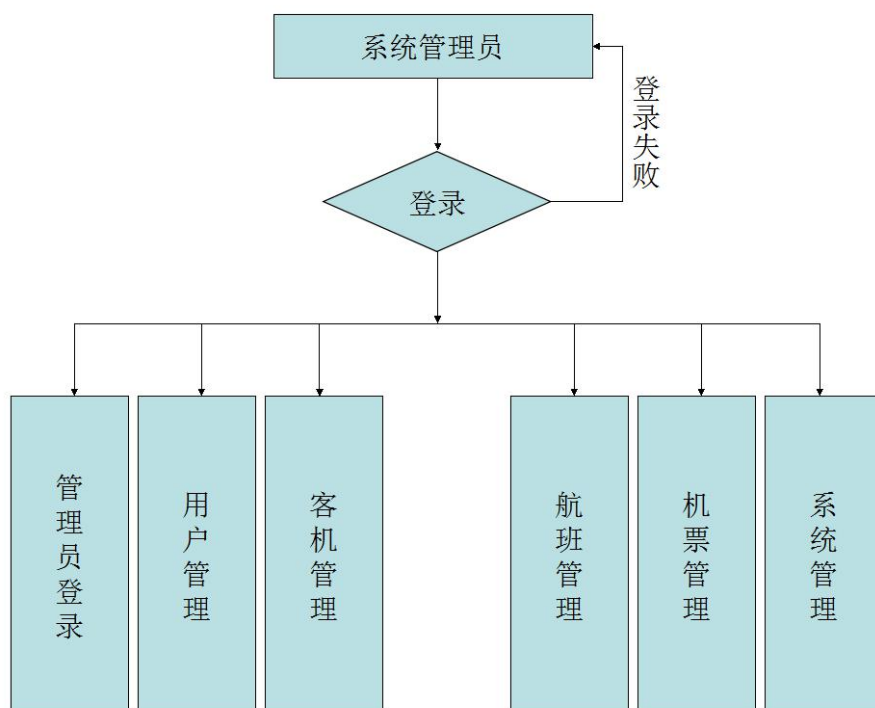 系统管理员
登录失败
登录
管理员登录
用户管理
客机管理
航班管理
机票管理
系统管理